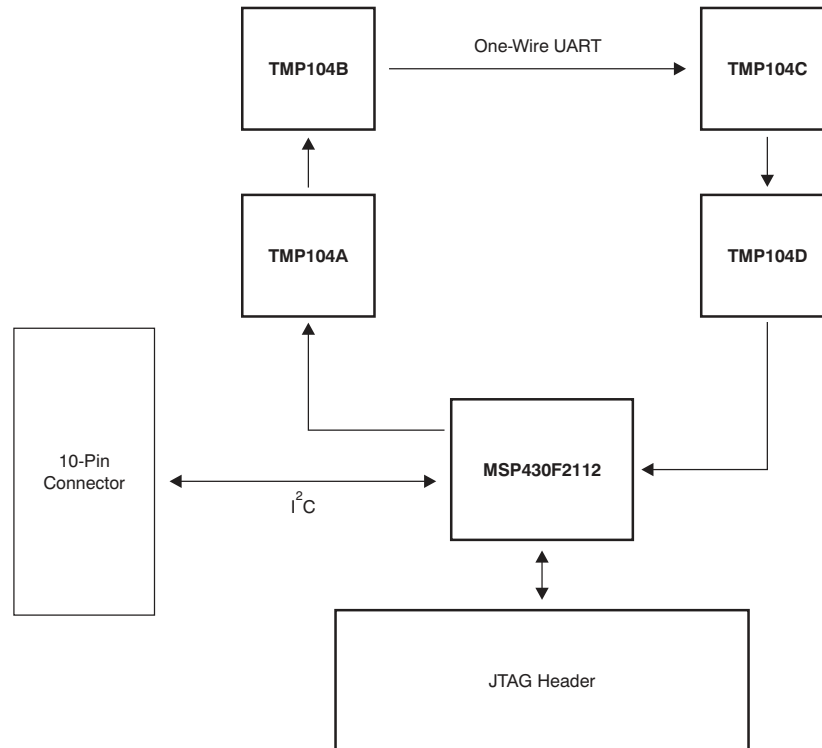 One-Wire UART
TMP104B
TMP104C
TMP104A
TMP104D
10-Pin
Connector
MSP430F2112
I²C
JTAG Header